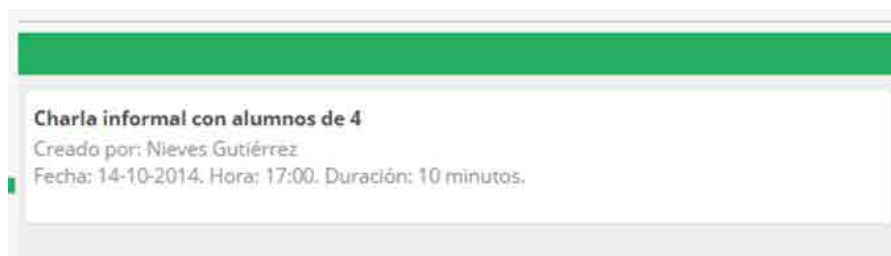 Charla informal con alumnos de 4
Creado por: Nieves Gutiérrez
Fecha: 14-10-2014. Hora: 17:00. Duración: 10 minutos.